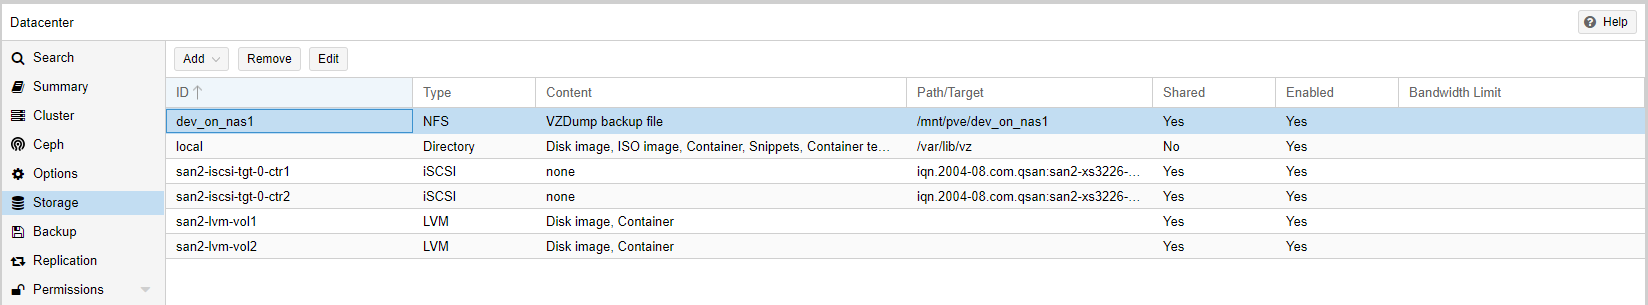 Datacenter
Help
Search
Summary
Cluster
Ceph
Options
Storage
Backup
Replication
Permissions
Add Remove Edit
ID Type Content Path/Target Shared Enabled Bandwidth Limit
dev_on_nas1 NFS VZDump backup file /mnt/pve/dev_on_nas1 Yes Yes
local Directory Disk image, ISO image, Container, Snippets, Container te... /var/lib/vz No Yes
san2-iscsi-tgt-0-ctr1 iSCSI none iqn.2004-08.com.qsan:san2-xs3226-... Yes Yes
san2-iscsi-tgt-0-ctr2 iSCSI none iqn.2004-08.com.qsan:san2-xs3226-... Yes Yes
san2-lvm-vol1 LVM Disk image, Container Yes Yes
san2-lvm-vol2 LVM Disk image, Container Yes Yes